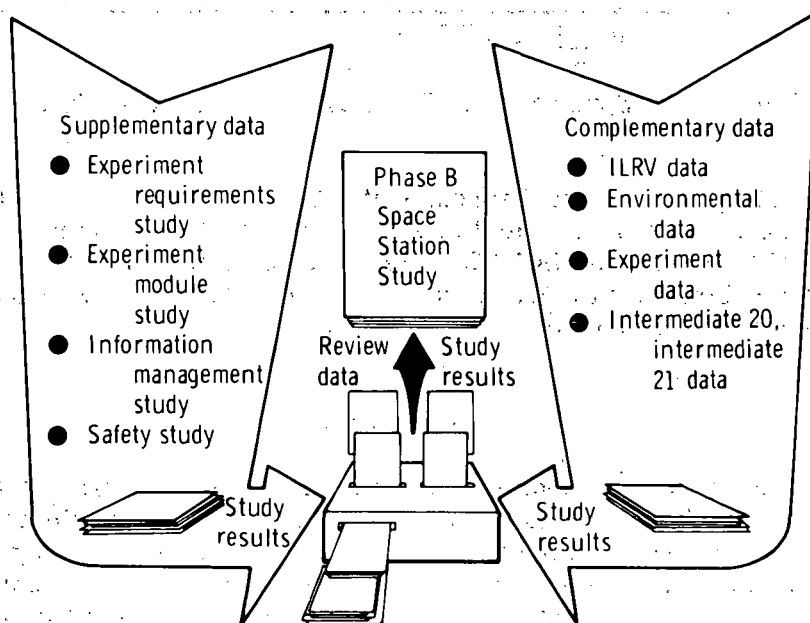 Supplementary data
● Experiment
requirements
study
● Experiment
module
study
● Information
management
study
● Safety study
Study
results
Phase B
Space
Station
Study
Review
data
Study
results
Complementary data
● ILRV data
● Environmental
data
● Experiment
data
● Intermediate 20,
intermediate
21 data
Study
results